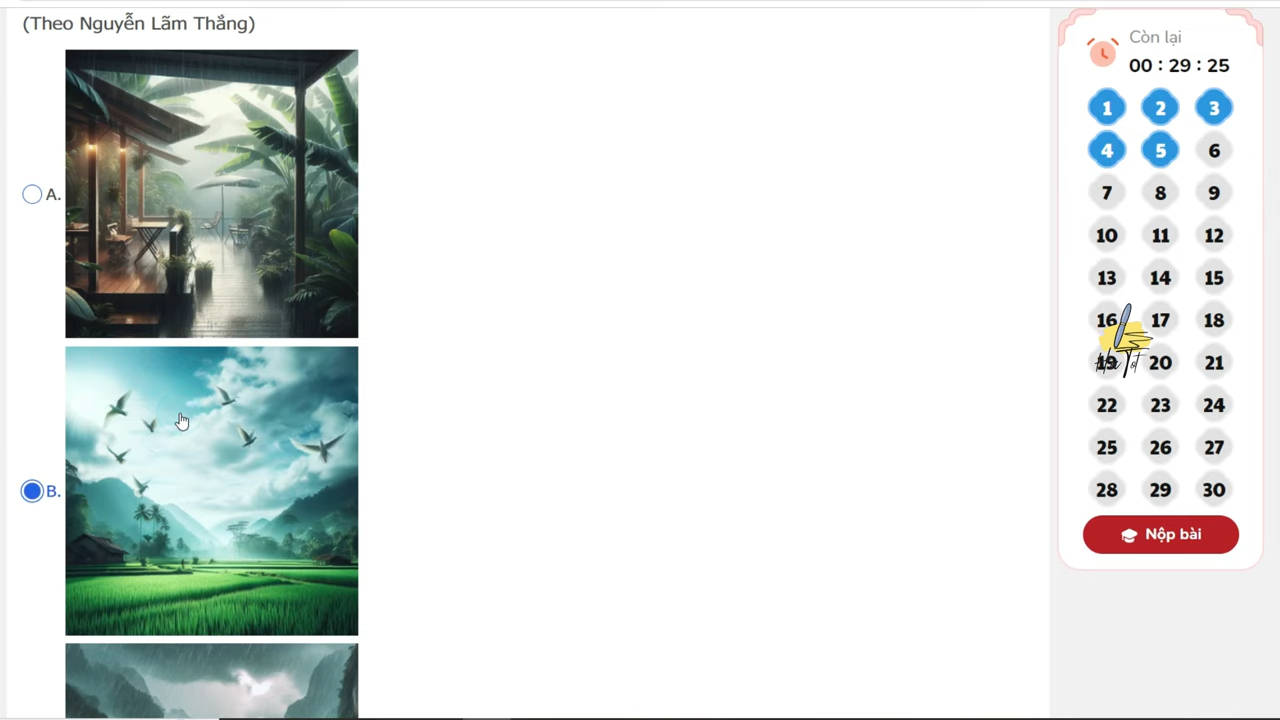 (Theo Nguyễn Lãm Thắng)
A.
B.
Còn lại
00 : 29 : 25
1 2 3
4 5 6
7 8 9
10 11 12
13 14 15
16 17 18
19 20 21
22 23 24
25 26 27
28 29 30
Nộp bài